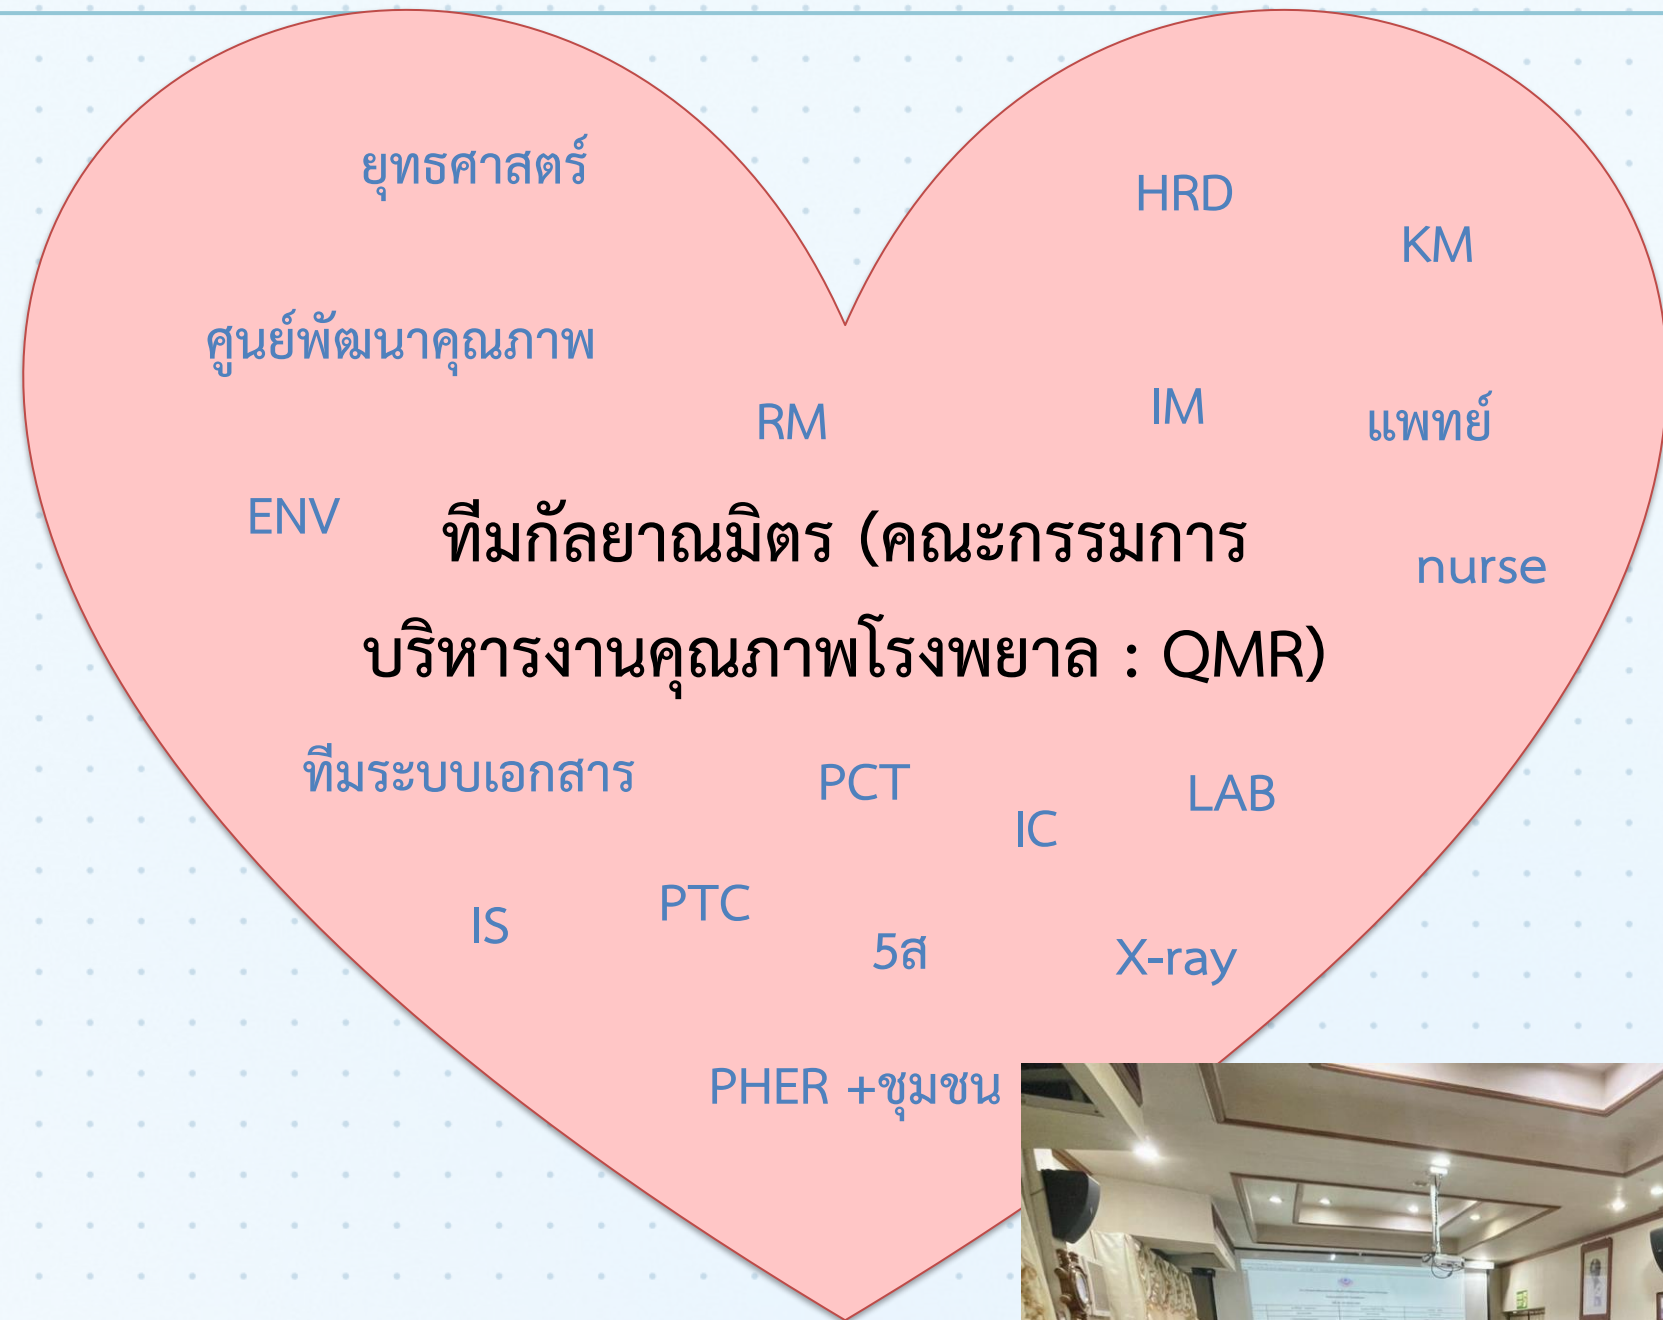 ยุทธศาสตร์
HRD
KM
ศูนย์พัฒนาคุณภาพ
RM
IM
แพทย์
ENV
ทีมกัลยาณมิตร (คณะกรรมการ
nurse
บริหารงานคุณภาพโรงพยาล : QMR)
ทีมระบบเอกสาร
PCT
LAB
IC
PTC
IS
5ส
X-ray
PHER +ชุมชน